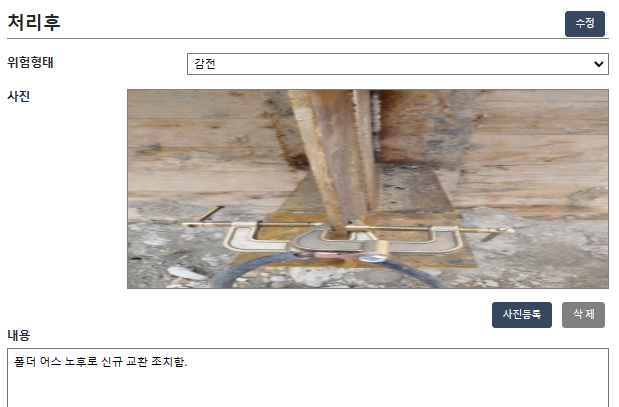 처리후
수정
위험형태
감전
사진
사진등록
삭 제
내용
폴더 어스 노후로 신규 교환 조치함.